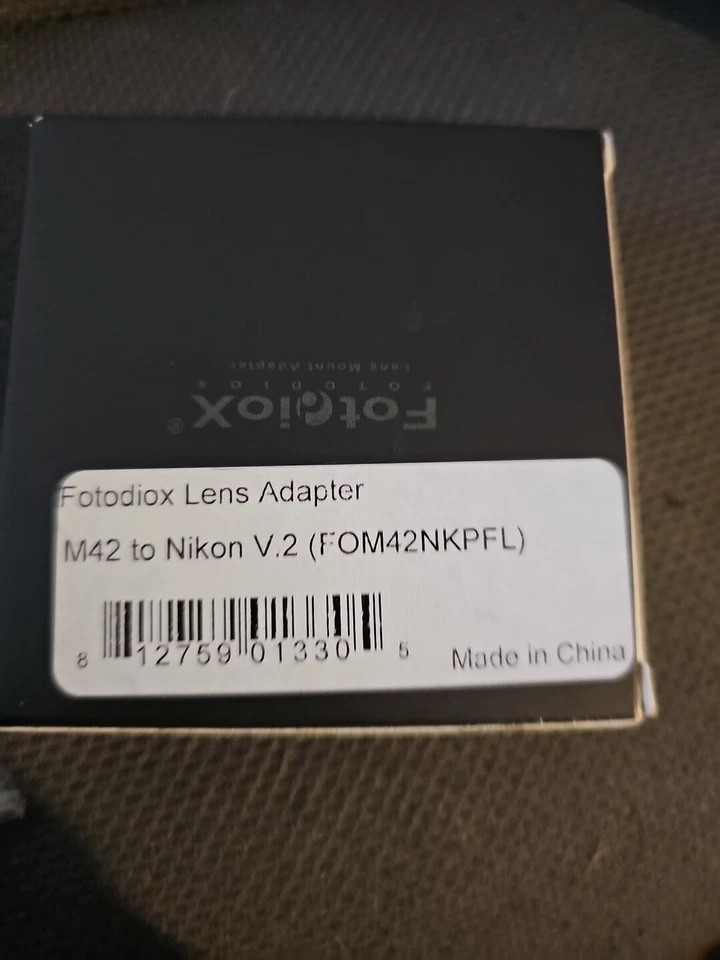 Lens Mount Adapter
FOTODIOX
FotodioX®
Fotodiox Lens Adapter
M42 to Nikon V.2 (FOM42NKPFL)
8 12759 01330 5
Made in China